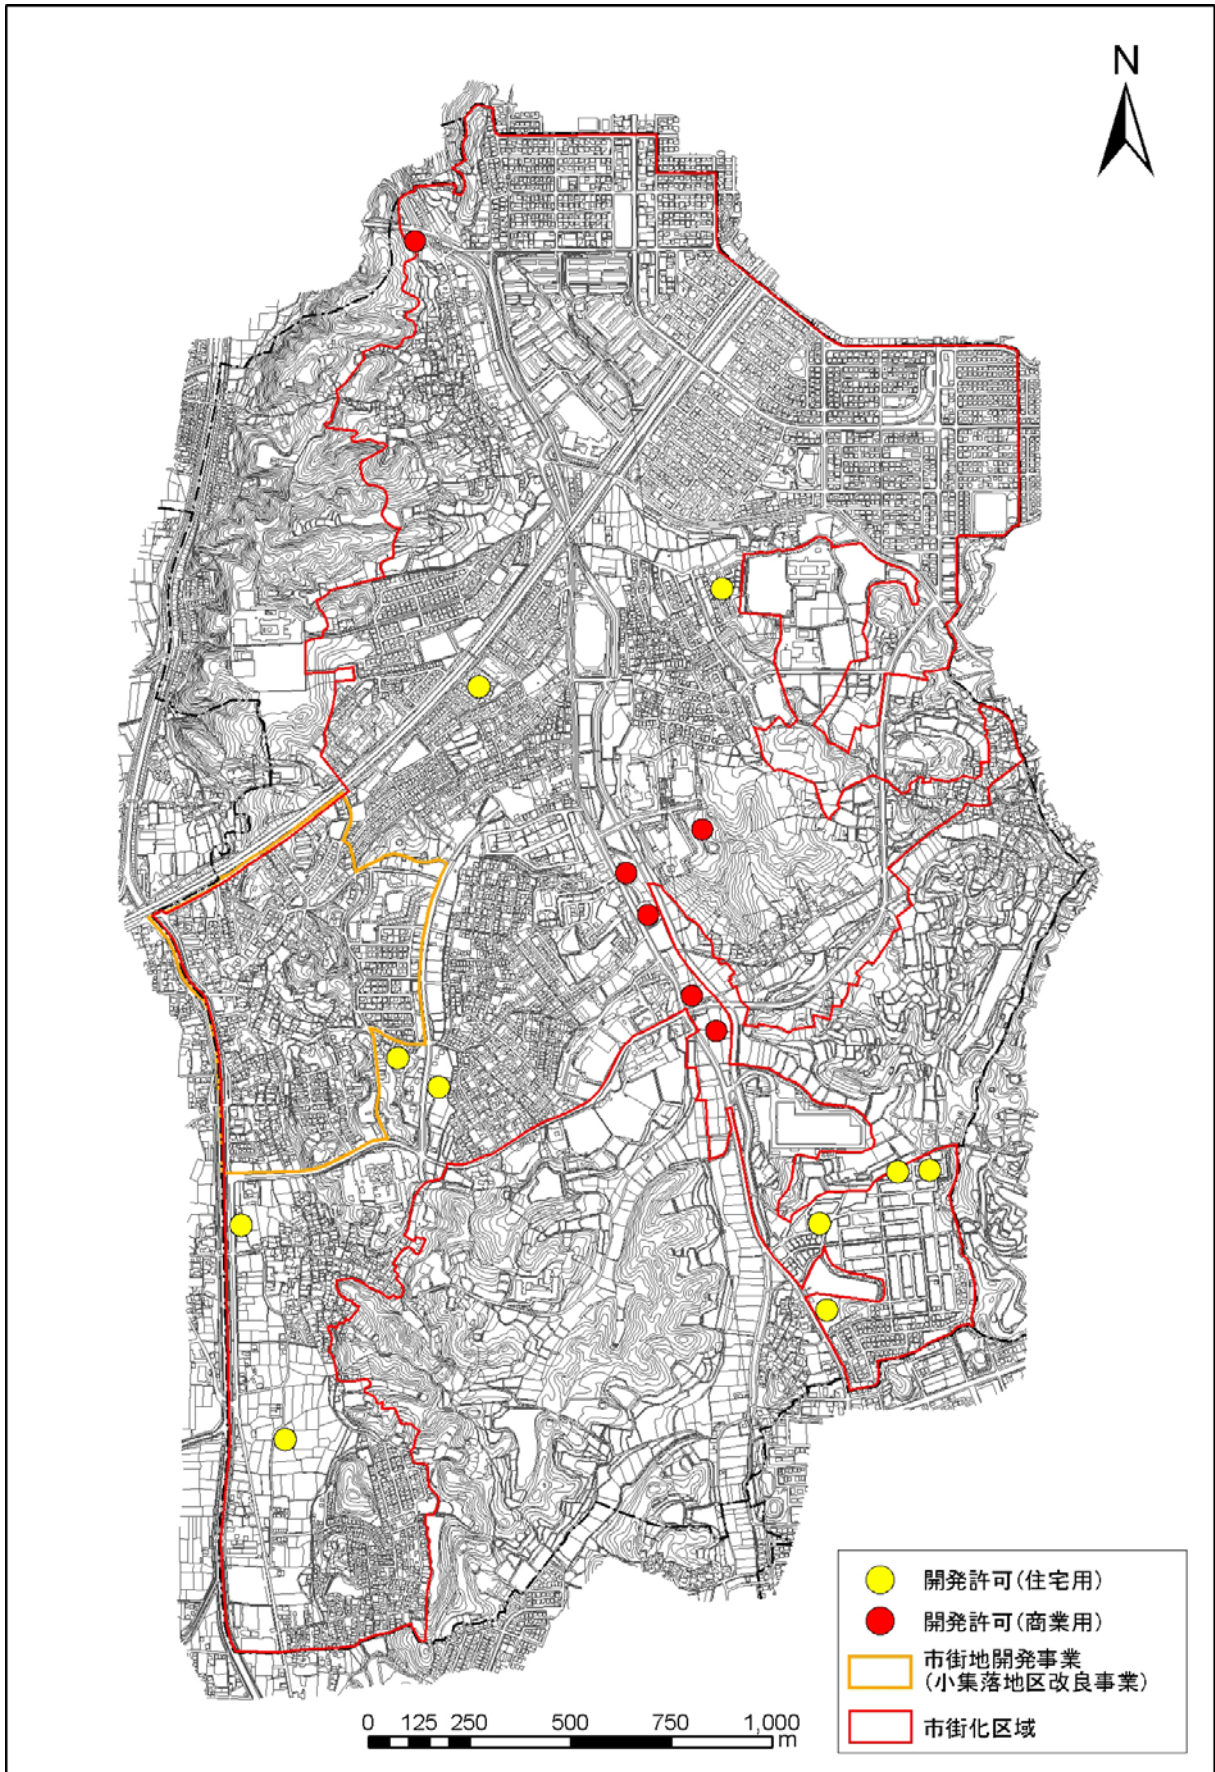 N
開発許可(住宅用)
開発許可(商業用)
市街地開発事業
(小集落地区改良事業)
市街化区域
0 125 250 500 750 1,000
m